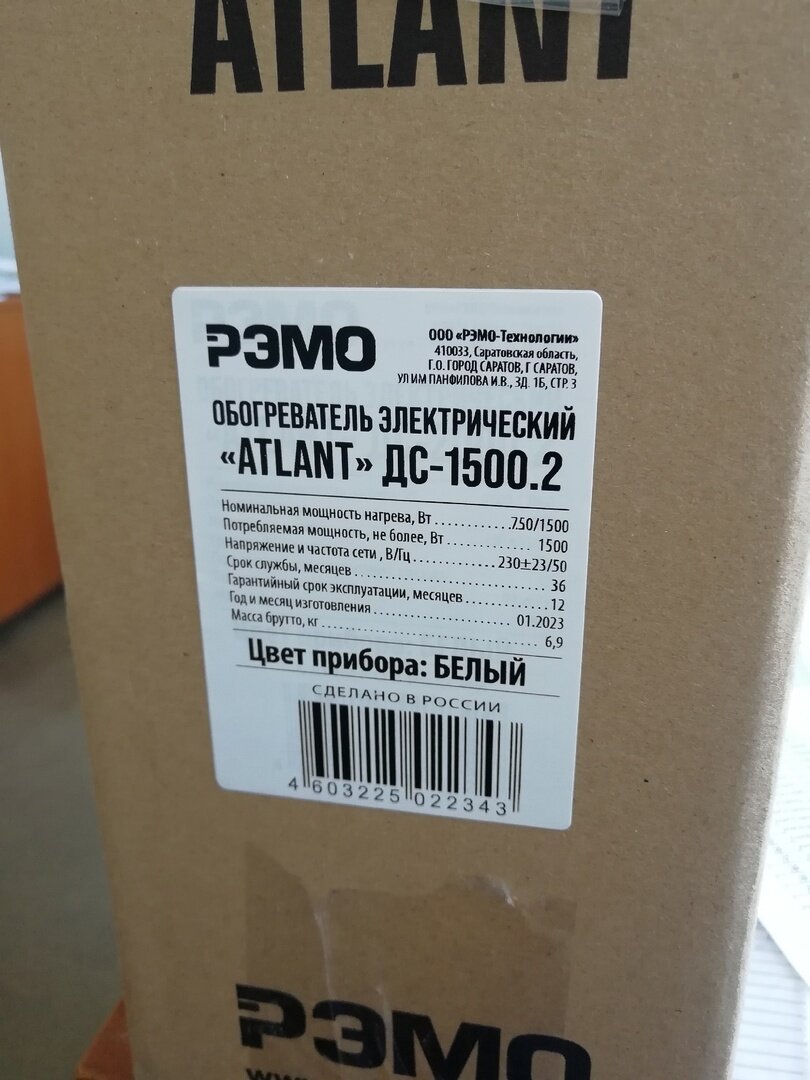 ATLANT
РЭМО
ООО «РЭМО-Технологии»
410033, Саратовская область,
Г.О. ГОРОД САРАТОВ, Г САРАТОВ,
УЛ ИМ ПАНФИЛОВА И.В., ЗД. 1Б, СТР. 3
ОБОГРЕВАТЕЛЬ ЭЛЕКТРИЧЕСКИЙ
«ATLANT» ДС-1500.2
Номинальная мощность нагрева, Вт ............750/1500
Потребляемая мощность, не более, Вт .......... 1500
Напряжение и частота сети , В/Гц .............. 230±23/50
Срок службы, месяцев ............................ 36
Гарантийный срок эксплуатации, месяцев ............ 12
Год и месяц изготовления .................... 01.2023
Масса брутто, кг ............................ 6,9
Цвет прибора: БЕЛЫЙ
СДЕЛАНО В РОССИИ
4 603225 022343
РЭМО